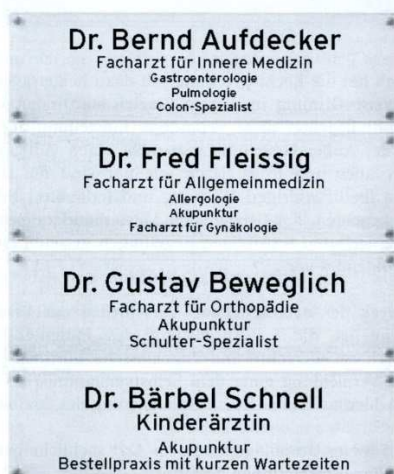 Dr. Bernd Aufdecker
Facharzt für Innere Medizin
Gastroenterologie
Pulmologie
Colon-Spezialist
Dr. Fred Fleissig
Facharzt für Allgemeinmedizin
Allergologie
Akupunktur
Facharzt für Gynäkologie
Dr. Gustav Beweglich
Facharzt für Orthopädie
Akupunktur
Schulter-Spezialist
Dr. Bärbel Schnell
Kinderärztin
Akupunktur
Bestellpraxis mit kurzen Wartezeiten